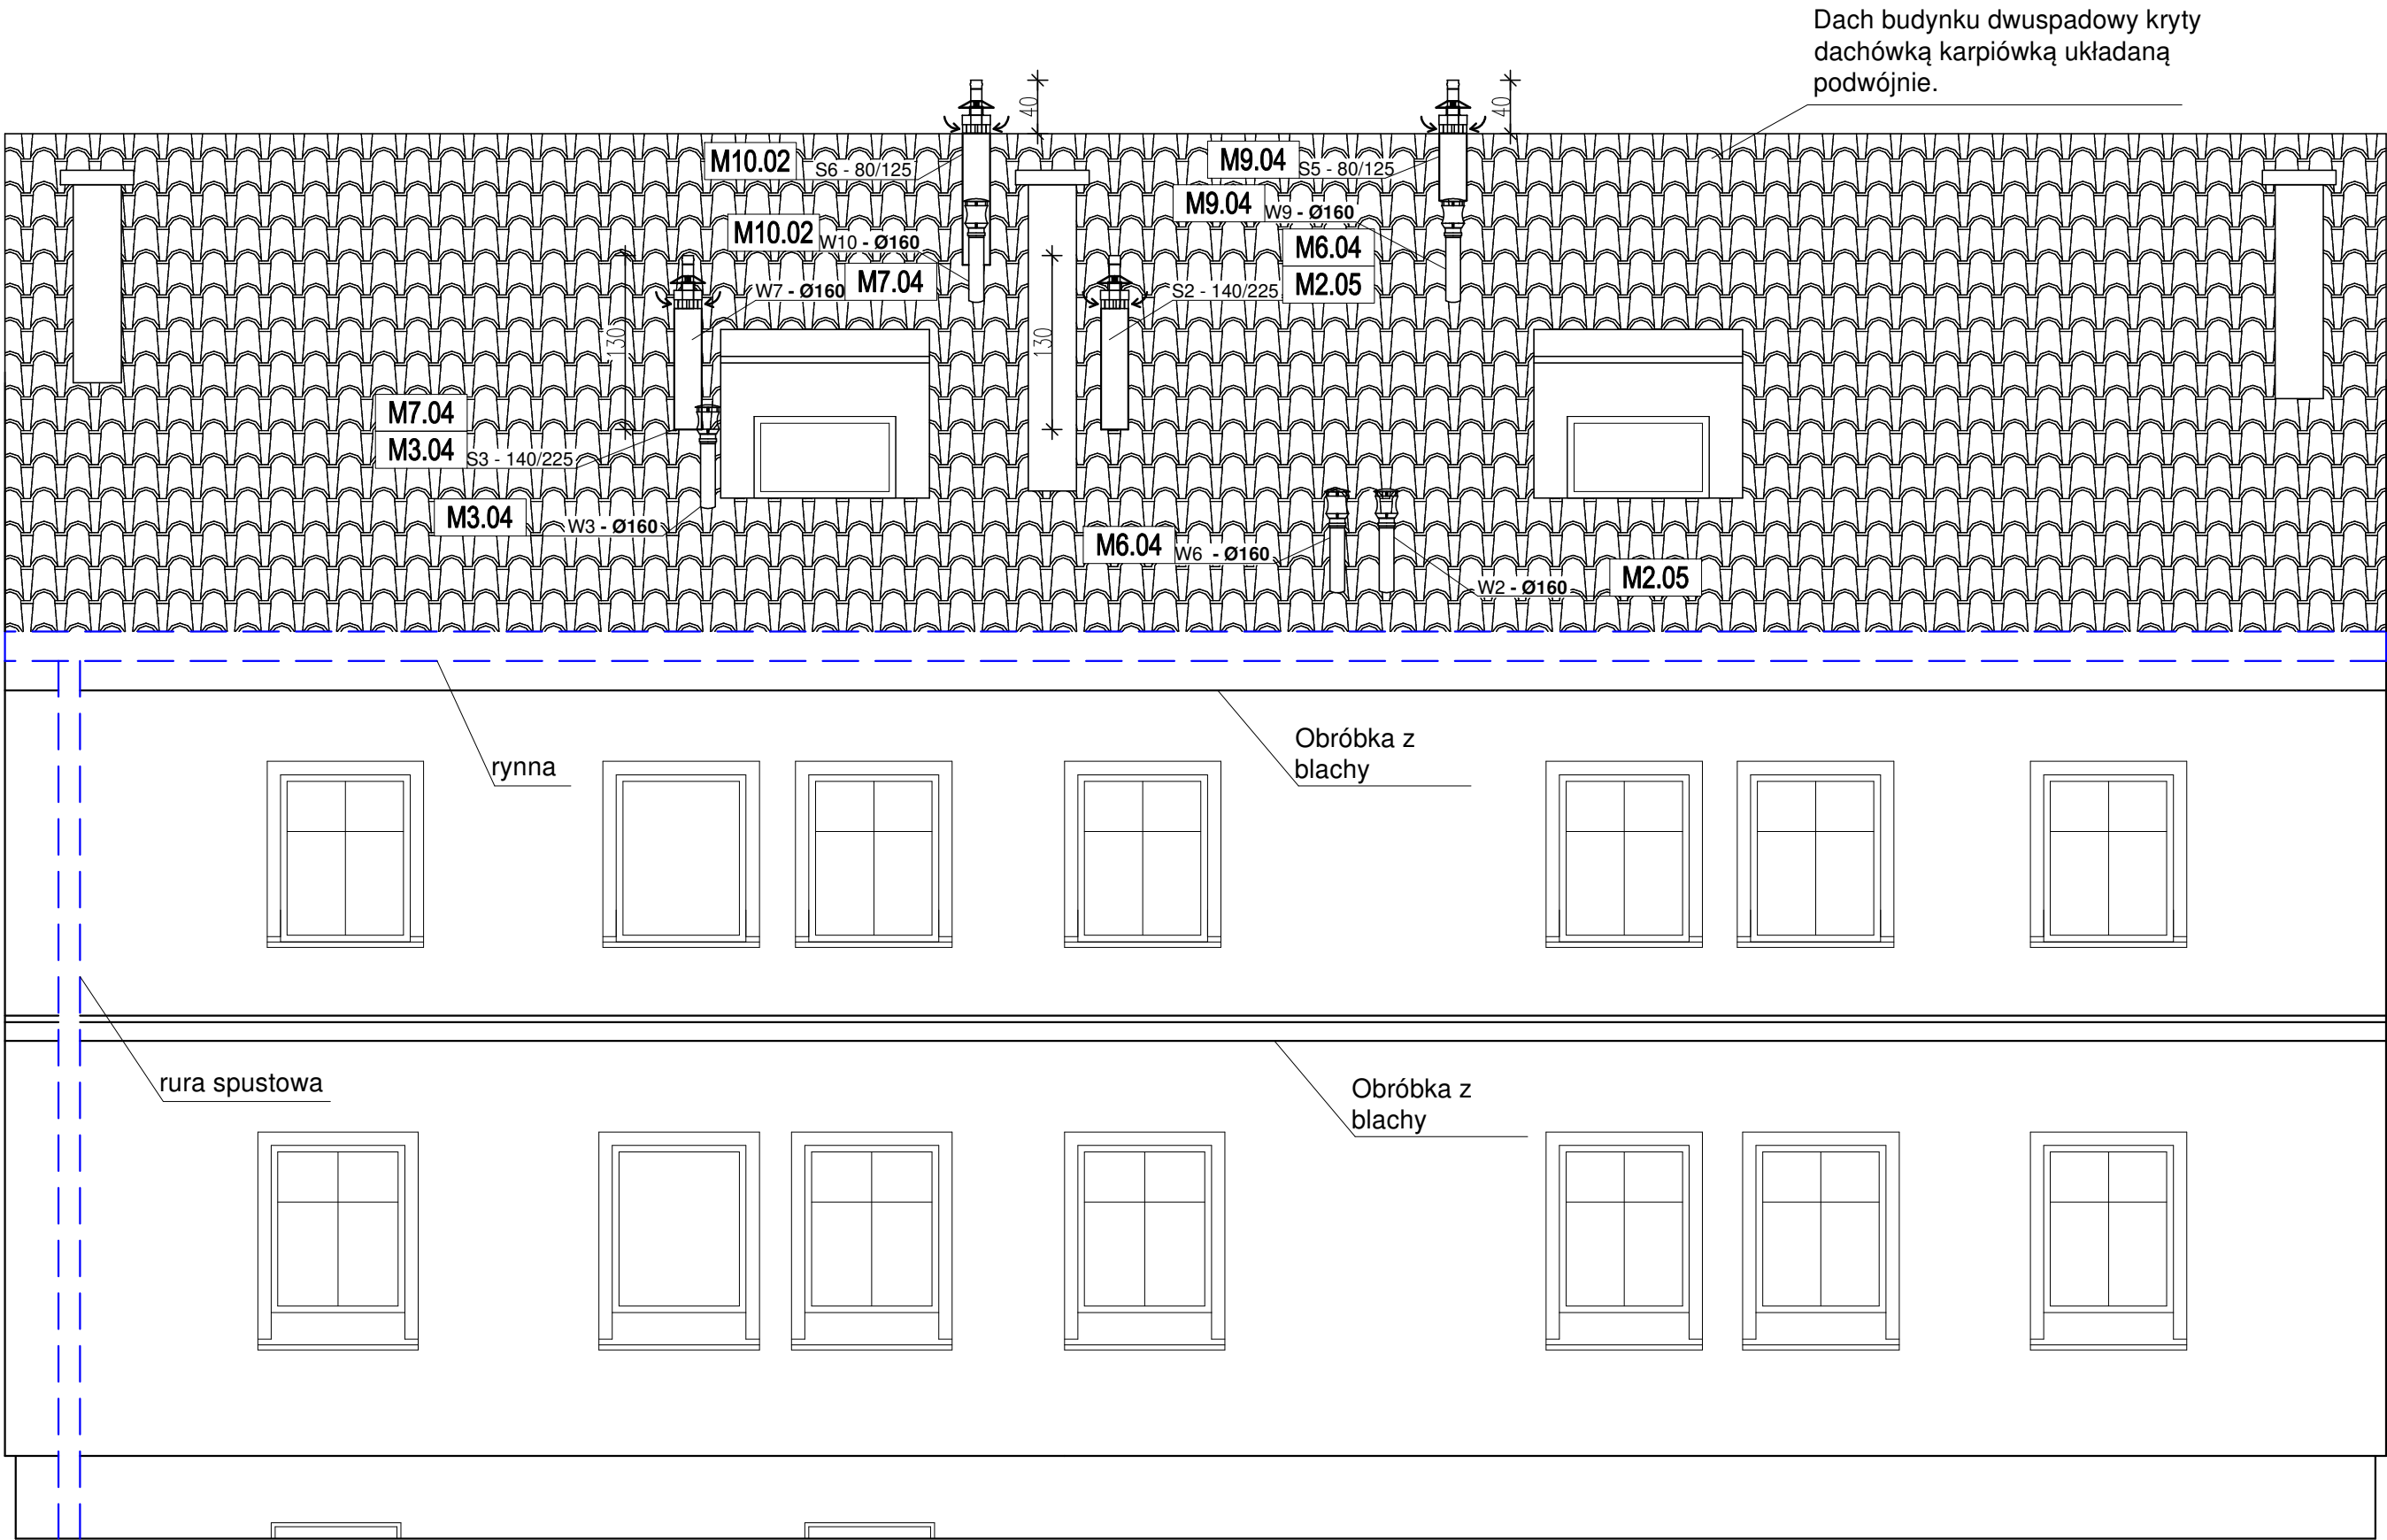 Dach budynku dwuspadowy kryty
dachówką karpiówką układaną
podwójnie.
40
40
M10.02 S6 - 80/125
M9.04 S5 - 80/125
M9.04 W9 - Ø160
M10.02 W10 - Ø160
M6.04
M2.05
S2 - 140/225
W7 - Ø160 M7.04
130
130
M7.04
M3.04
S3 - 140/225
M3.04 W3 - Ø160
M6.04 W6 - Ø160
W2 - Ø160 M2.05
rynna
Obróbka z
blachy
rura spustowa
Obróbka z
blachy